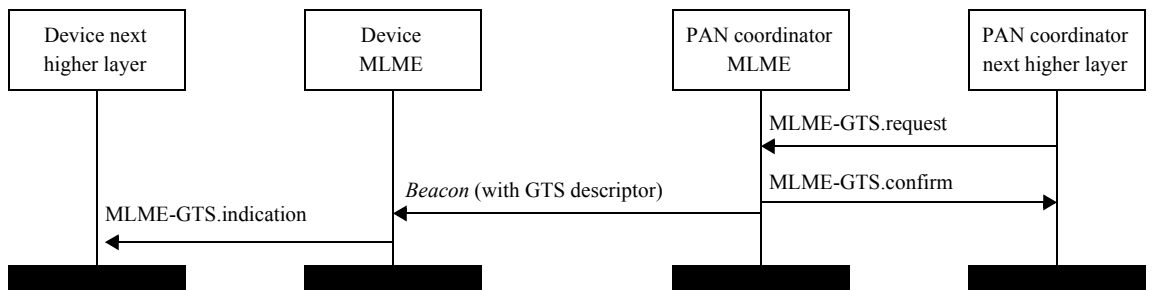 Device next
higher layer
Device
MLME
PAN coordinator
MLME
PAN coordinator
next higher layer
MLME-GTS.request
MLME-GTS.confirm
Beacon (with GTS descriptor)
MLME-GTS.indication